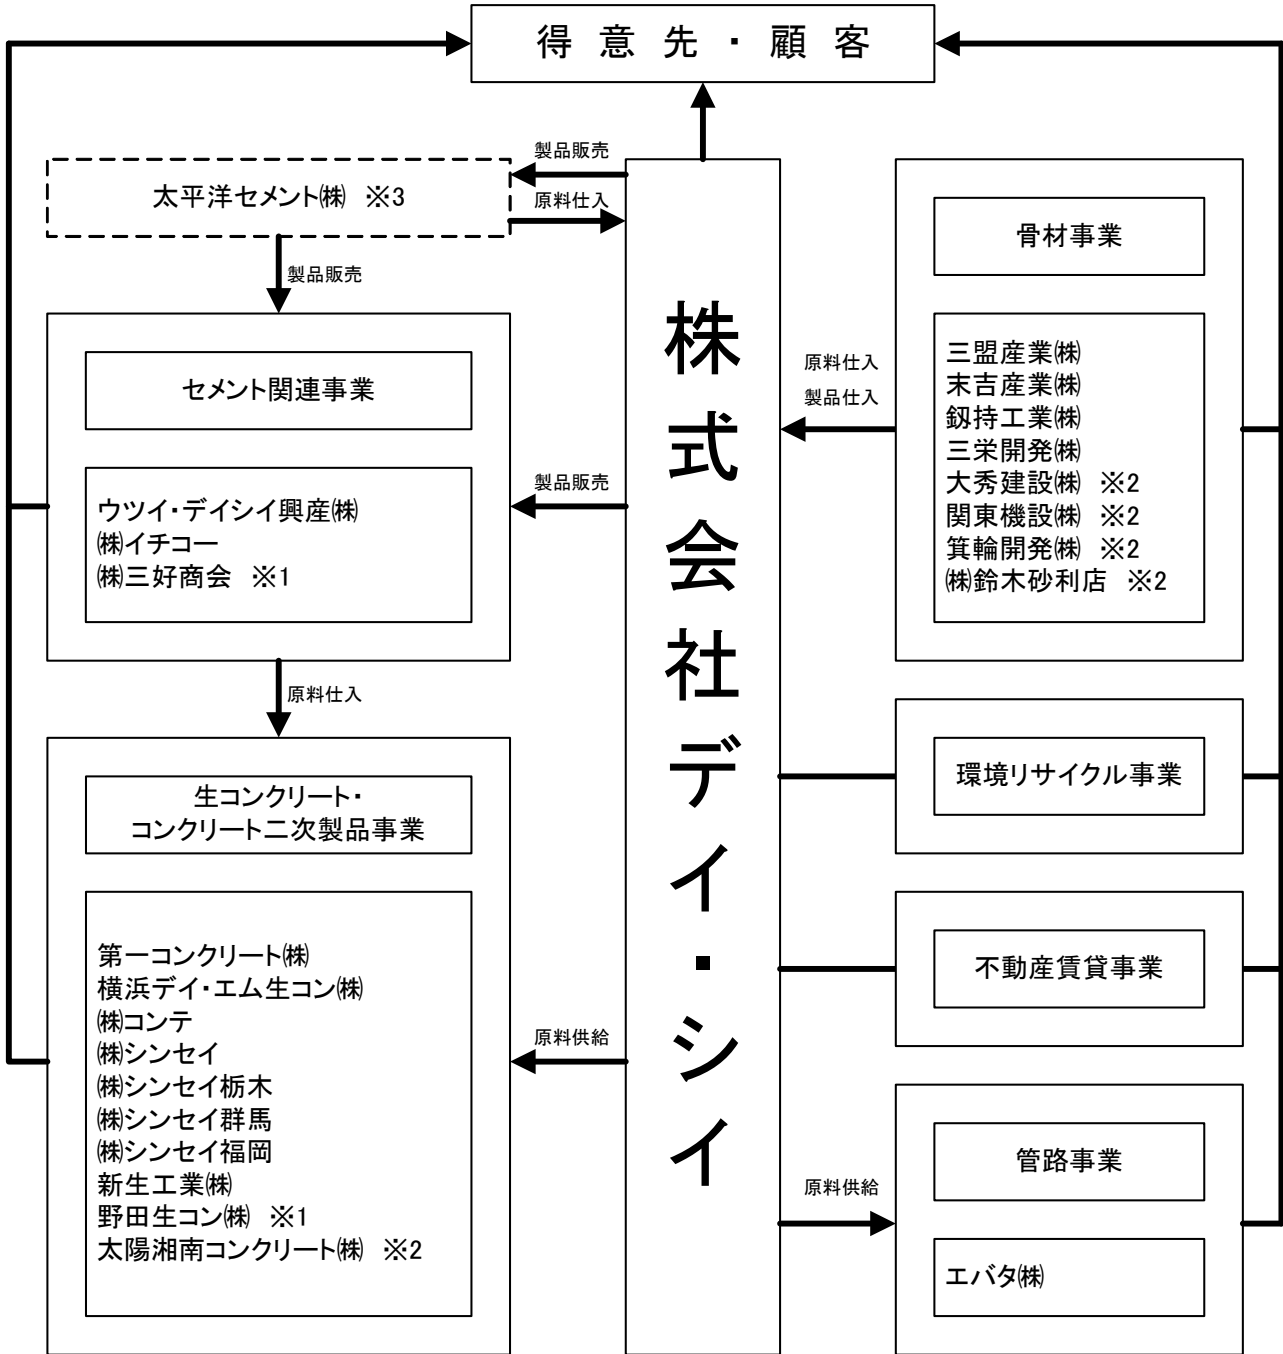 得意先・顧客
製品販売
太平洋セメント㈱ ※3
原料仕入
製品販売
セメント関連事業
ウツイ・デイシイ興産㈱
㈱イチコー
㈱三好商会 ※1
製品販売
原料仕入
生コンクリート・
コンクリート二次製品事業
第一コンクリート㈱
横浜デイ・エム生コン㈱
㈱コンテ
㈱シンセイ
㈱シンセイ栃木
㈱シンセイ群馬
㈱シンセイ福岡
新生工業㈱
野田生コン㈱ ※1
太陽湘南コンクリート㈱ ※2
原料供給
株式会社デイ・シイ
骨材事業
三盟産業㈱
末吉産業㈱
釼持工業㈱
三栄開発㈱
大秀建設㈱ ※2
関東機設㈱ ※2
箕輪開発㈱ ※2
㈱鈴木砂利店 ※2
原料仕入
製品仕入
環境リサイクル事業
不動産賃貸事業
原料供給
管路事業
エバタ㈱